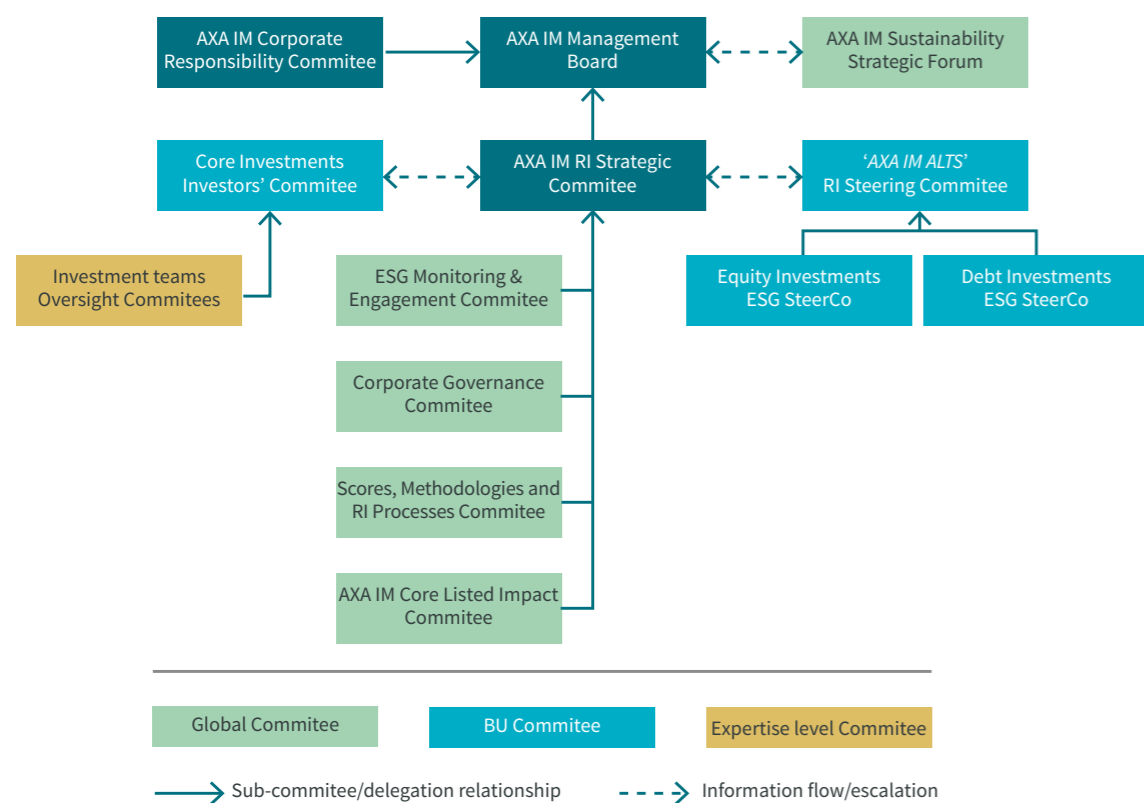 AXA IM Corporate
Responsibility Commitee
AXA IM Management
Board
AXA IM Sustainability
Strategic Forum
Core Investments
Investors’ Commitee
AXA IM RI Strategic
Commitee
‘AXA IM ALTS’
RI Steering Commitee
Investment teams
Oversight Commitees
ESG Monitoring &
Engagement Commitee
Equity Investments
ESG SteerCo
Debt Investments
ESG SteerCo
Corporate Governance
Commitee
Scores, Methodologies and
RI Processes Commitee
AXA IM Core Listed Impact
Commitee
Global Commitee
BU Commitee
Expertise level Commitee
Sub-commitee/delegation relationship
Information flow/escalation